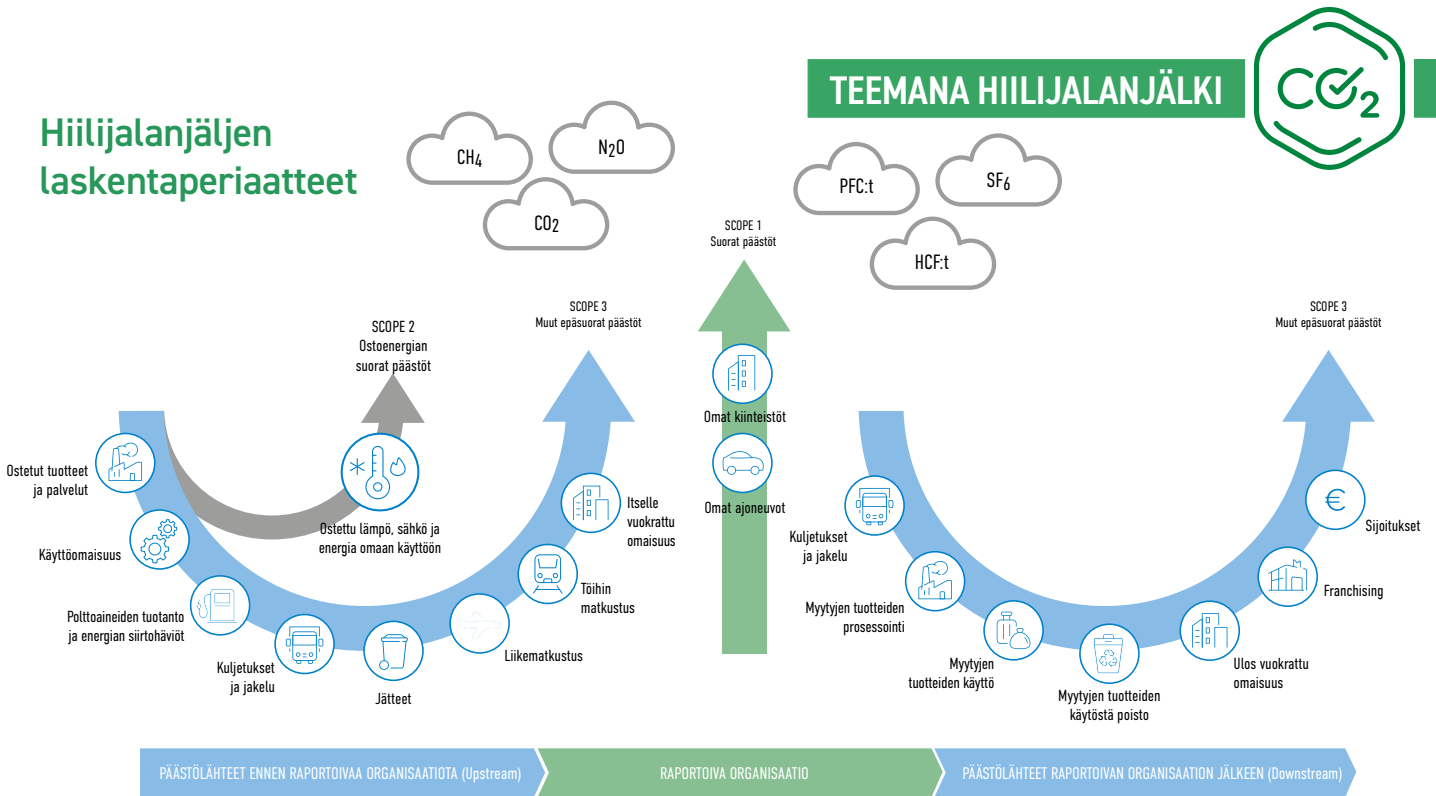 TEEMANA HIILIJALANJÄLKI
CO2
Hiilijalanjäljen
laskentaperiaatteet
CH4
N2O
CO2
PFC:t
SF6
HCF:t
SCOPE 2
Ostoenergian
suorat päästöt
SCOPE 3
Muut epäsuorat päästöt
SCOPE 1
Suorat päästöt
SCOPE 3
Muut epäsuorat päästöt
Ostetut tuotteet
ja palvelut
Käyttöomaisuus
Polttoaineiden tuotanto
ja energian siirtohäviöt
Kuljetukset
ja jakelu
Jätteet
Liikematkustus
Töihin
matkustus
Itselle
vuokrattu
omaisuus
Ostettu lämpö, sähkö ja
energia omaan käyttöön
Omat kiinteistöt
Omat ajoneuvot
Kuljetukset
ja jakelu
Myytyjen tuotteiden
prosessointi
Myytyjen
tuotteiden käyttö
Myytyjen tuotteiden
käytöstä poisto
Ulos vuokrattu
omaisuus
Franchising
€
Sijoitukset
PÄÄSTÖLÄHTEET ENNEN RAPORTOIVAA ORGANISAATIOTA (Upstream)
RAPORTOIVA ORGANISAATIO
PÄÄSTÖLÄHTEET RAPORTOIVAN ORGANISAATION JÄLKEEN (Downstream)